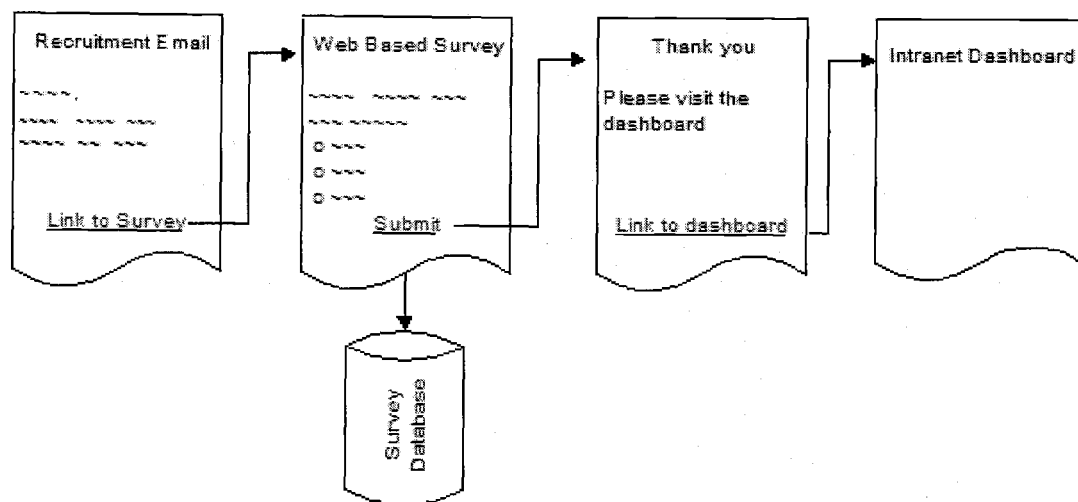 Recruitment Email
Link to Survey
Web Based Survey
Submit
Thank you
Please visit the
dashboard
Link to dashboard
Intranet Dashboard
Survey
Database